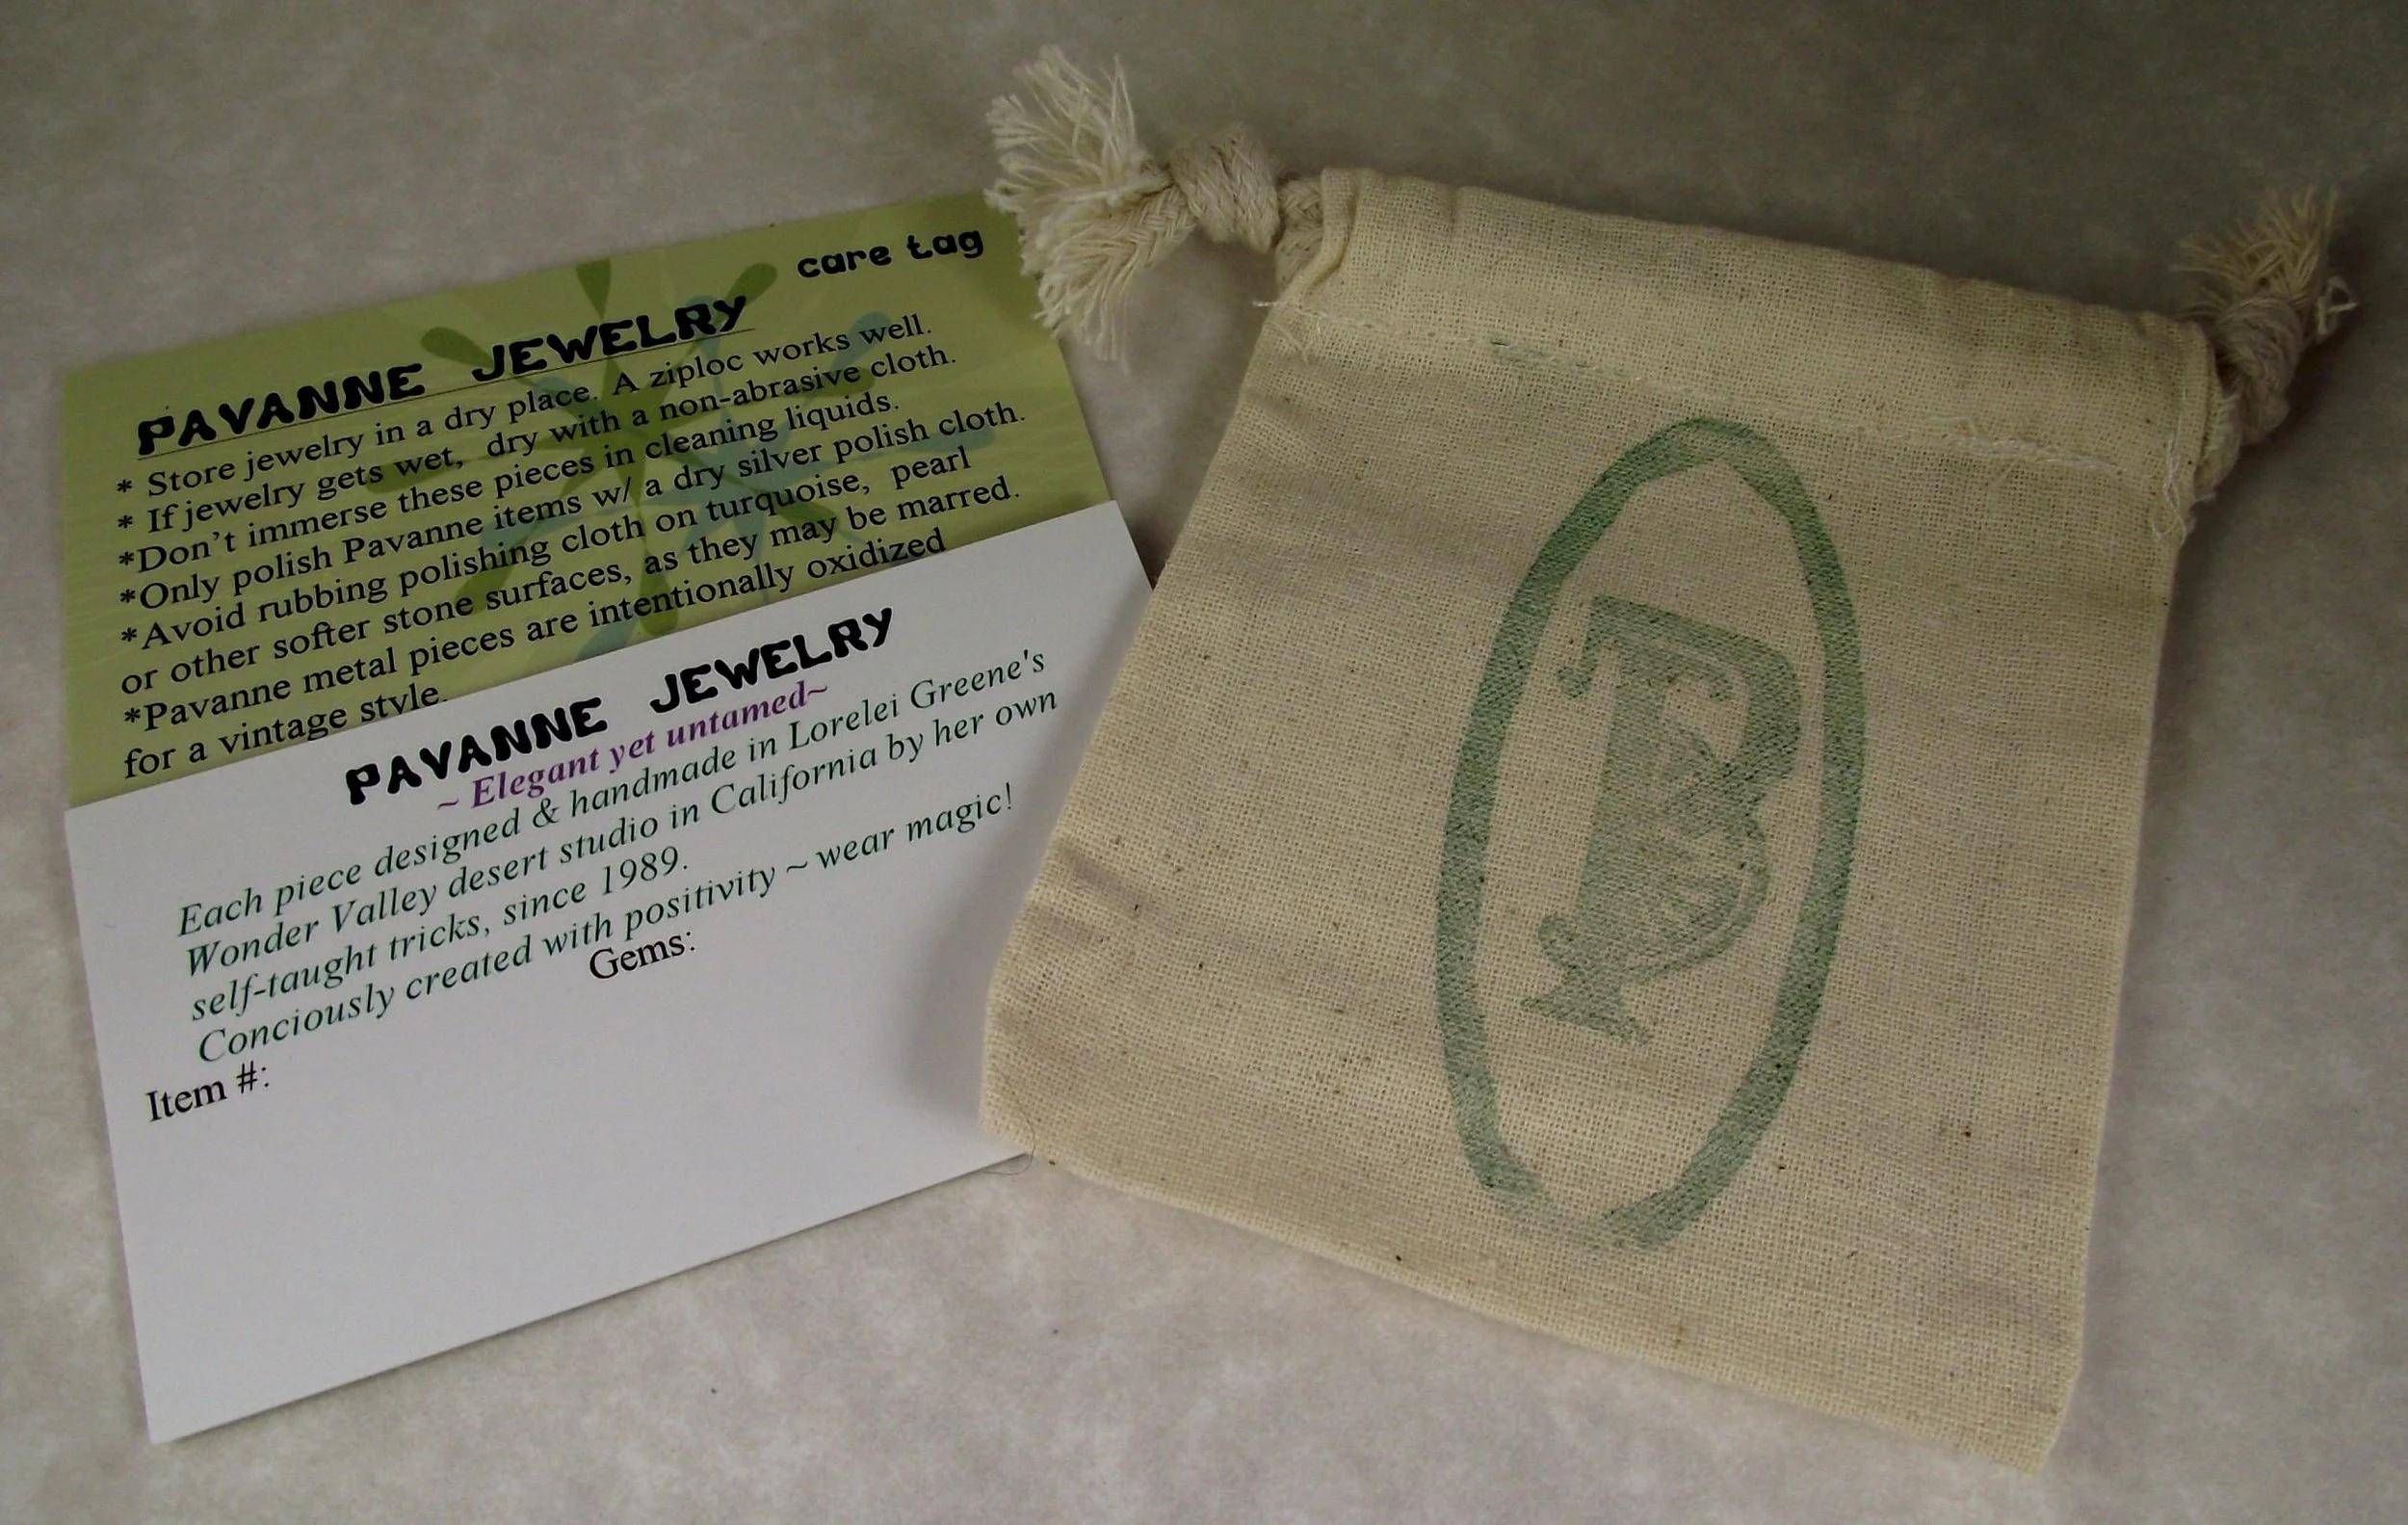 care tag
PAVANNE JEWELRY
* Store jewelry in a dry place. A ziploc works well.
* If jewelry gets wet, dry with a non-abrasive cloth.
*Don't immerse these pieces in cleaning liquids.
*Only polish Pavanne items w/ a dry silver polish cloth.
*Avoid rubbing polishing cloth on turquoise, pearl
or other softer stone surfaces, as they may be marred.
*Pavanne metal pieces are intentionally oxidized
for a vintage style.
PAVANNE JEWELRY
~ Elegant yet untamed~
Each piece designed & handmade in Lorelei Greene's
Wonder Valley desert studio in California by her own
self-taught tricks, since 1989.
Conciously created with positivity ~ wear magic!
Gems:
Item #:
P